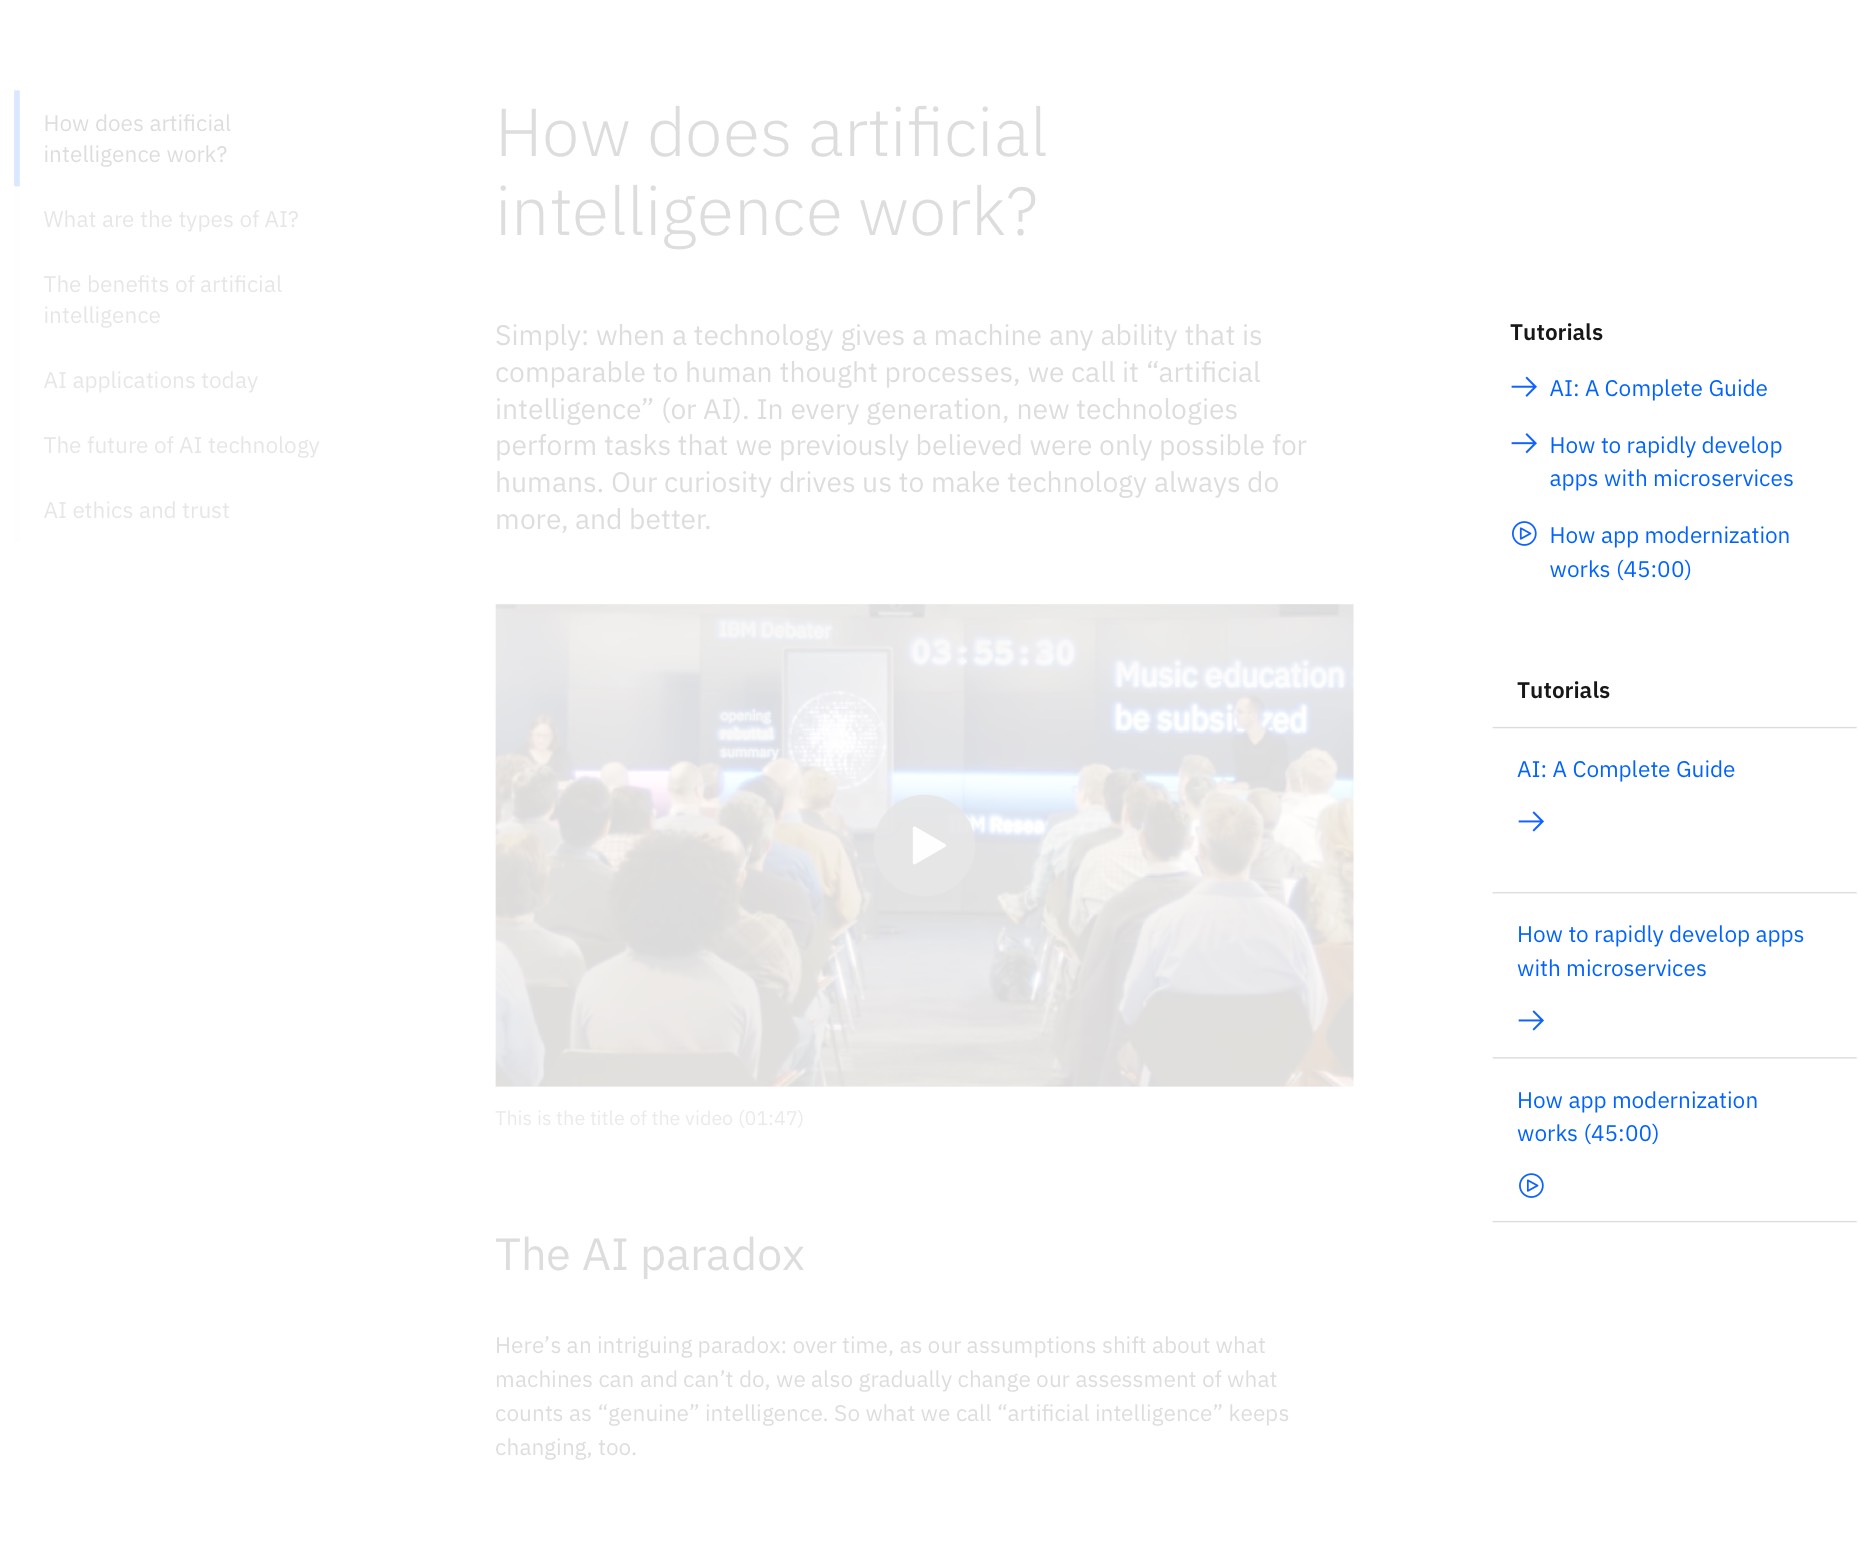 How does artificial
intelligence work?
What are the types of AI?
The benefits of artificial
intelligence
AI applications today
The future of AI technology
AI ethics and trust
How does artificial
intelligence work?
Simply: when a technology gives a machine any ability that is
comparable to human thought processes, we call it “artificial
intelligence” (or AI). In every generation, new technologies
perform tasks that we previously believed were only possible for
humans. Our curiosity drives us to make technology always do
more, and better.
IBM Debater
03:55:30
Music education
be subsidized
opening
rebuttal
summary
This is the title of the video (01:47)
The AI paradox
Here’s an intriguing paradox: over time, as our assumptions shift about what
machines can and can’t do, we also gradually change our assessment of what
counts as “genuine” intelligence. So what we call “artificial intelligence” keeps
changing, too.
Tutorials
AI: A Complete Guide
How to rapidly develop
apps with microservices
How app modernization
works (45:00)
Tutorials
AI: A Complete Guide
How to rapidly develop apps
with microservices
How app modernization
works (45:00)